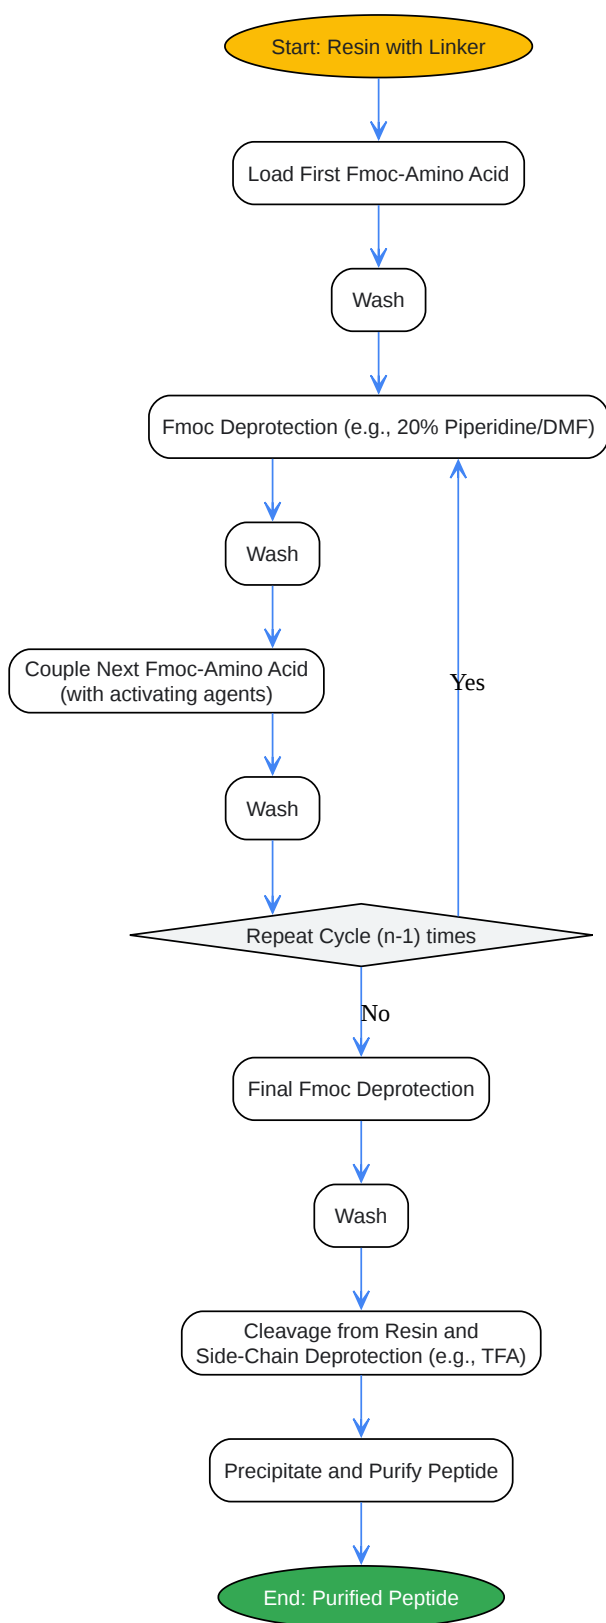 Start: Resin with Linker
Load First Fmoc-Amino Acid
Wash
Fmoc Deprotection (e.g., 20% Piperidine/DMF)
Wash
Couple Next Fmoc-Amino Acid
(with activating agents)
Yes
Wash
Repeat Cycle (n-1) times
No
Final Fmoc Deprotection
Wash
Cleavage from Resin and
Side-Chain Deprotection (e.g., TFA)
Precipitate and Purify Peptide
End: Purified Peptide